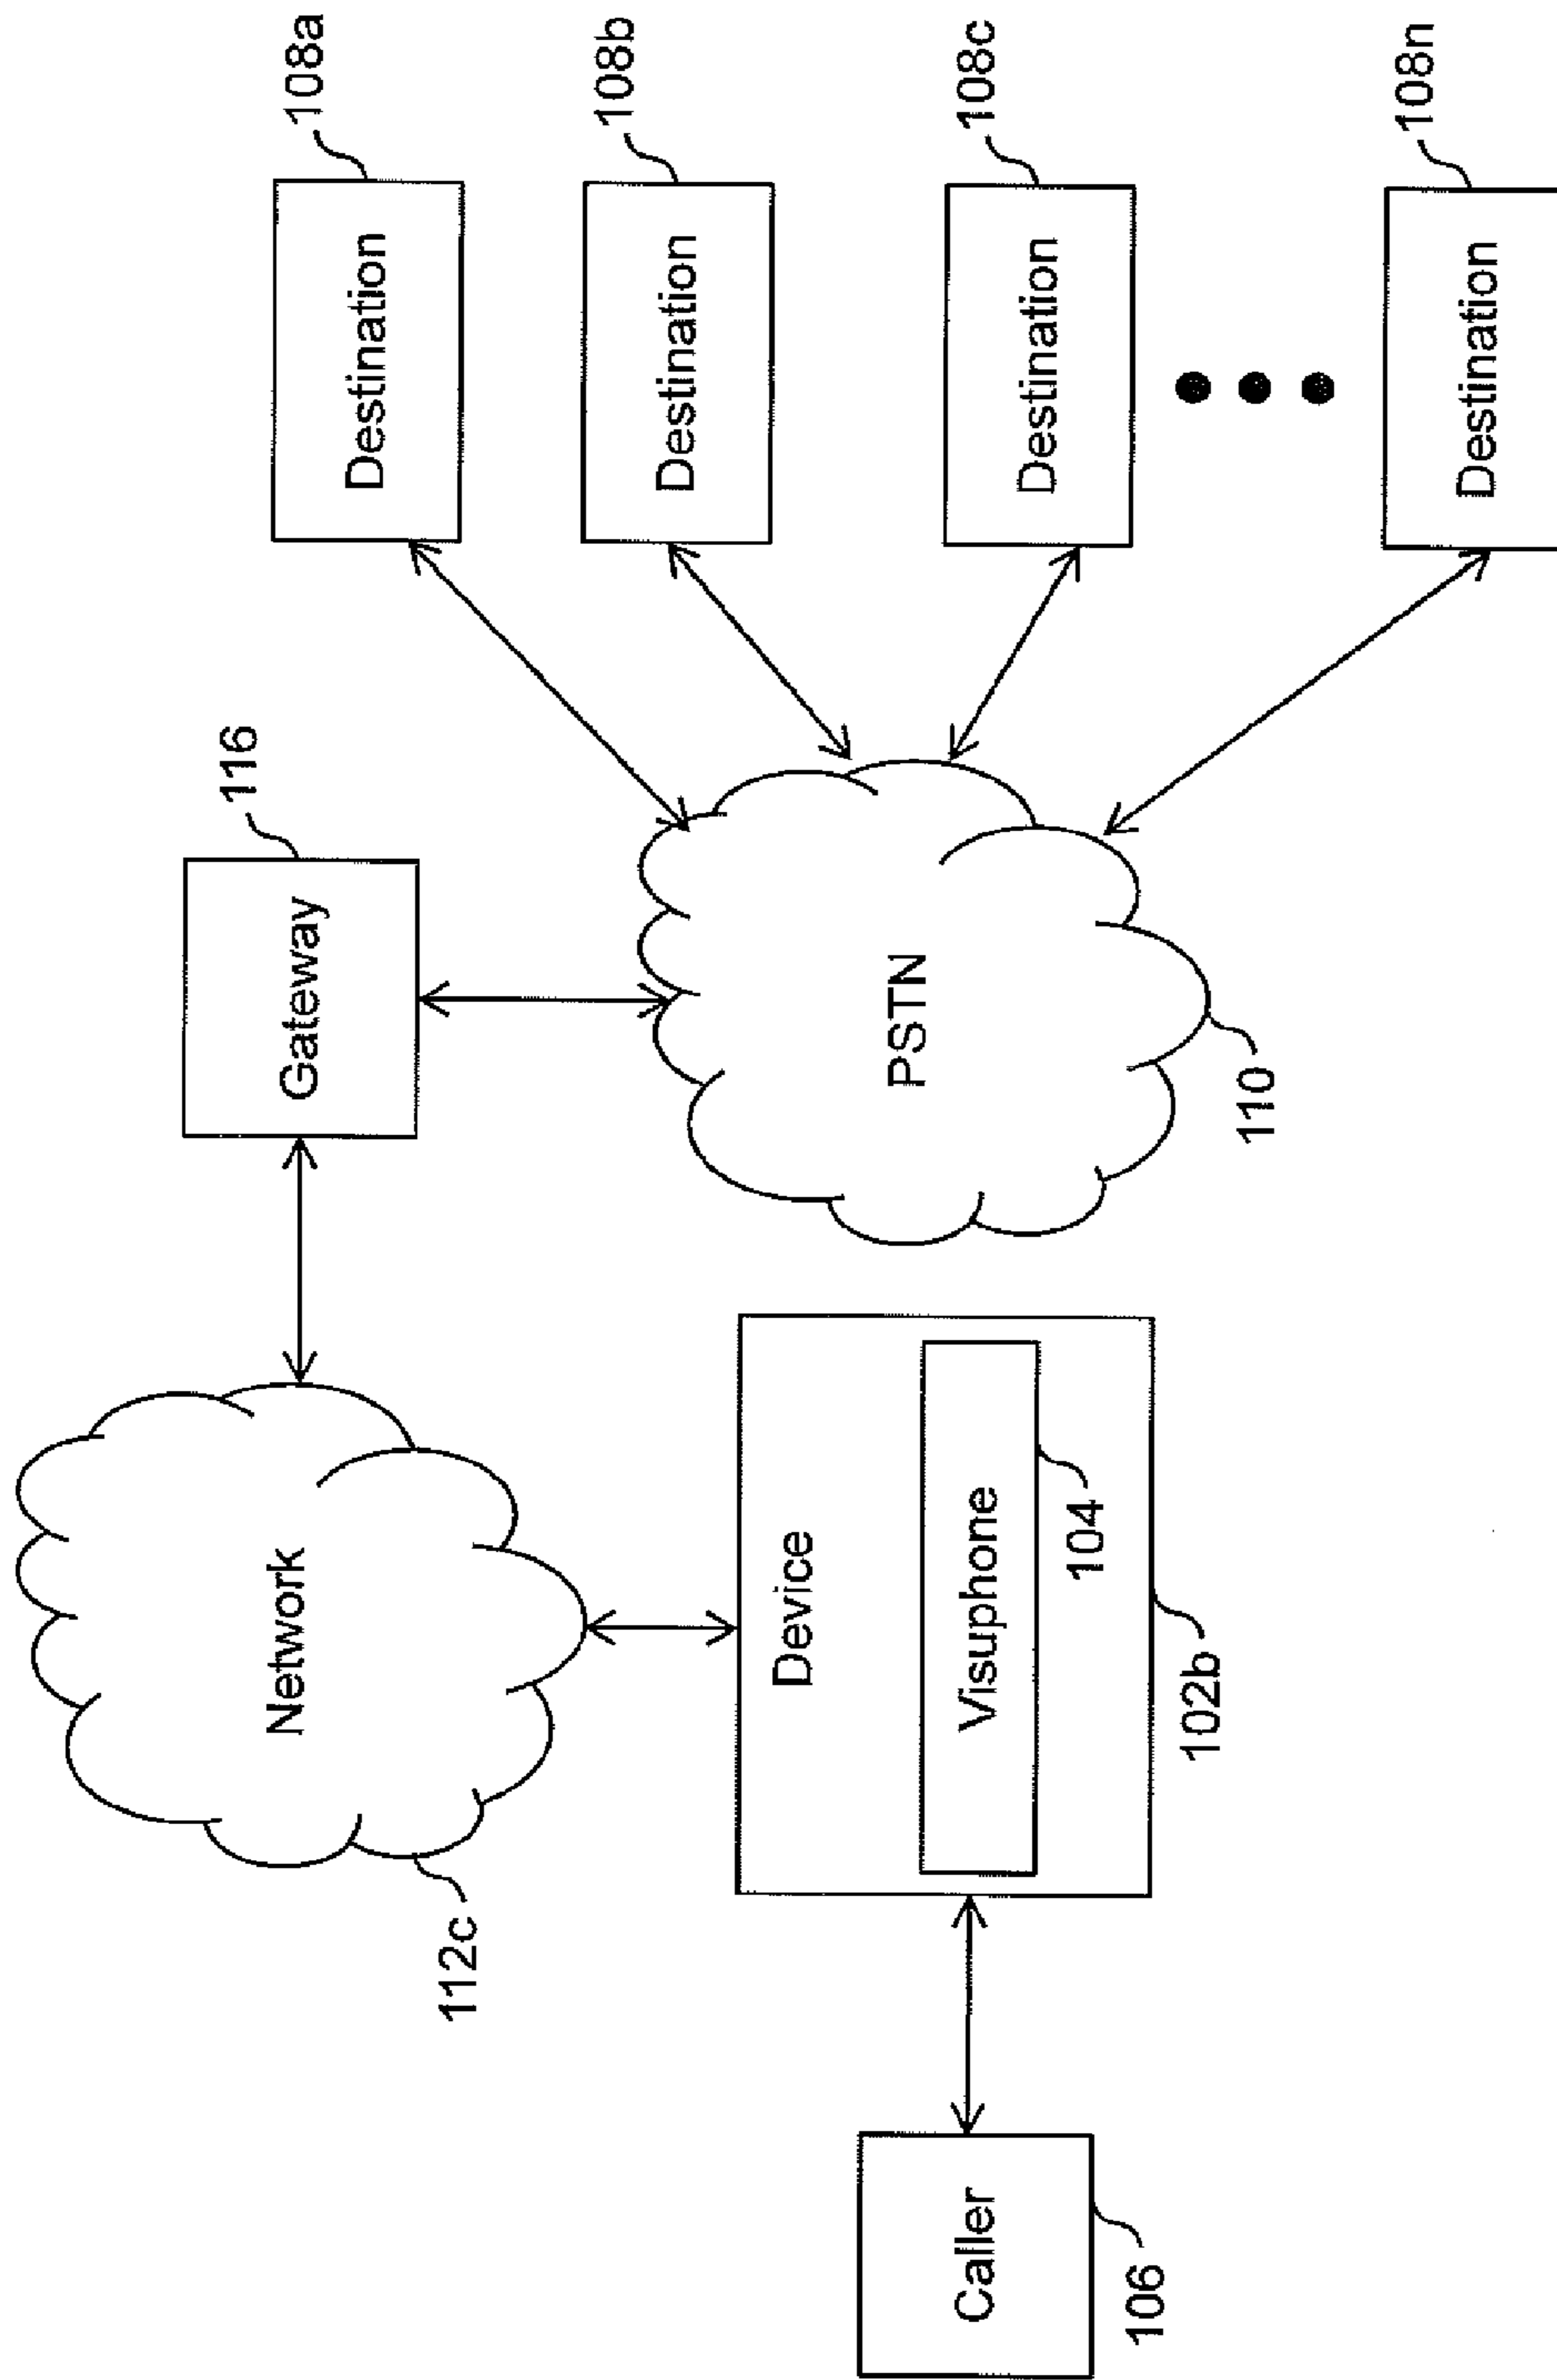 Network
112c
Gateway
116
Device
Visuphone
104
102b
Caller
106
PSTN
110
Destination
108a
Destination
108b
Destination
108c
Destination
108n